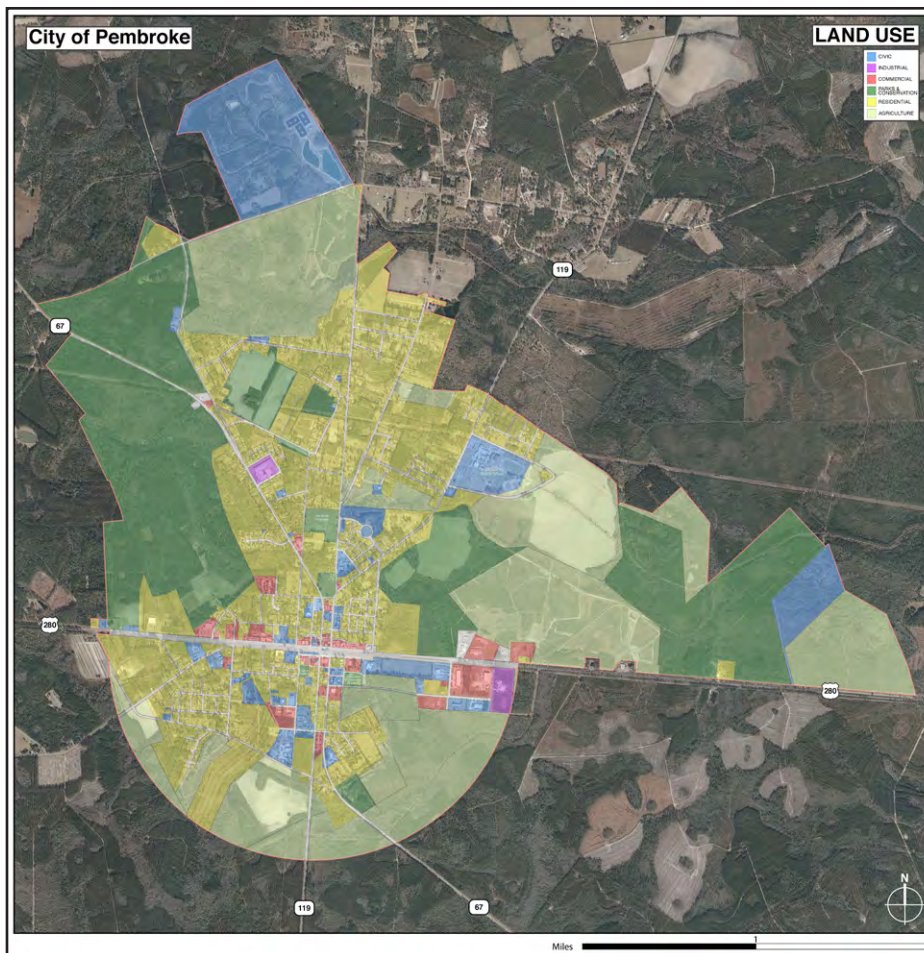 City of Pembroke
LAND USE
CIVIC
INDUSTRIAL
COMMERCIAL
PARKS &
CONSERVATION
RESIDENTIAL
AGRICULTURE
119
67
280
280
N
119
67
1
Miles